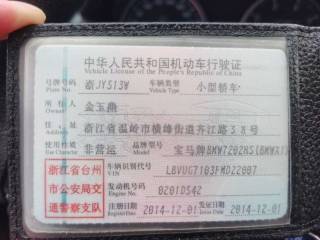 中华人民共和国机动车行驶证
Vehicle License of the People's Republic of China
号牌号码 浙JYS13W 车辆类型 小型轿车
Plate No. Vehicle Type
所有人 金玉
Owner
住址 浙江省温岭市横峰街道齐江路38号
Address
使用性质 非营运 品牌型号 宝马牌BMW7202HS(BMWX1)
Use Character Model
浙江省台州 车辆识别代号 LBVUG7103FMD22007
VIN
市公安局交 发动机号码 0201D542
Engine No.
通警察支队 注册日期 2014-12-01 发证日期 2014-12-01
Register Date Issue Date